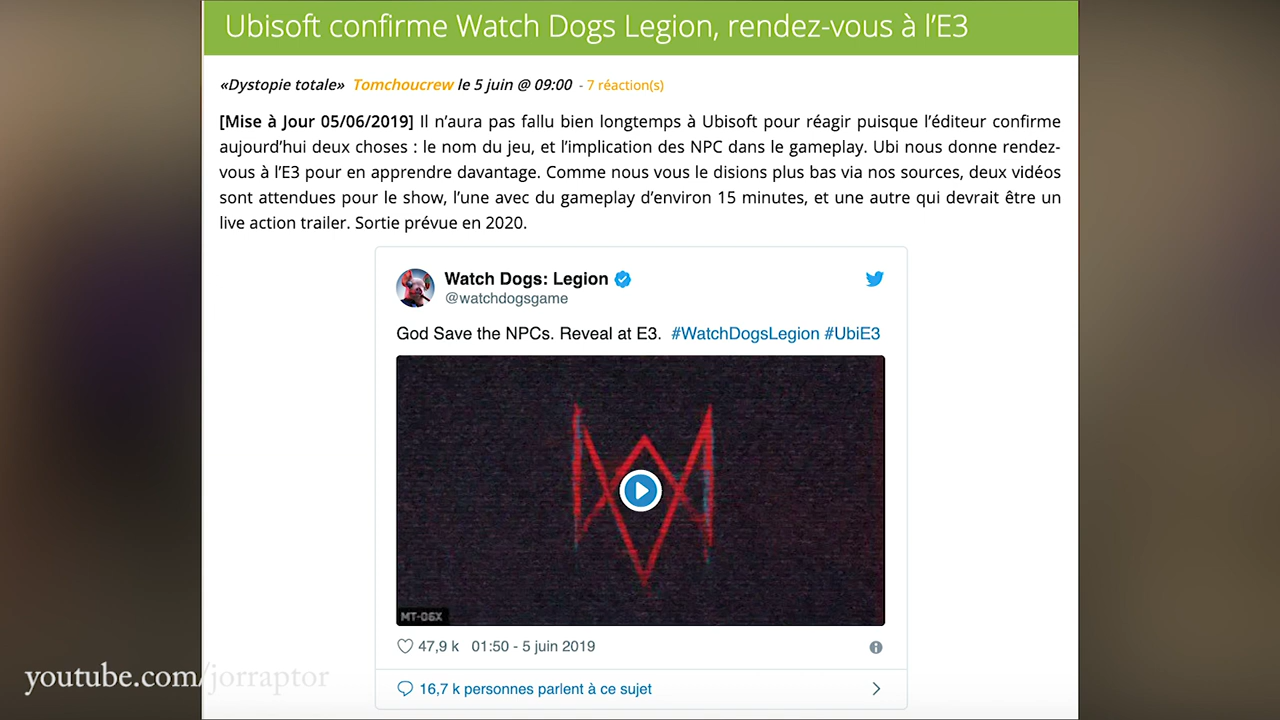 Ubisoft confirme Watch Dogs Legion, rendez-vous à l'E3
«Dystopie totale» Tomchoucrew le 5 juin @ 09:00 - 7 réaction(s)
[Mise à Jour 05/06/2019] Il n'aura pas fallu bien longtemps à Ubisoft pour réagir puisque l'éditeur confirme
aujourd'hui deux choses : le nom du jeu, et l'implication des NPC dans le gameplay. Ubi nous donne rendez-
vous à l'E3 pour en apprendre davantage. Comme nous vous le disions plus bas via nos sources, deux vidéos
sont attendues pour le show, l'une avec du gameplay d'environ 15 minutes, et une autre qui devrait être un
live action trailer. Sortie prévue en 2020.
Watch Dogs: Legion
@watchdogsgame
God Save the NPCs. Reveal at E3. #WatchDogsLegion #UbiE3
MT-06X
47,9 k 01:50 - 5 juin 2019
16,7 k personnes parlent à ce sujet
youtube.com/jorraptor